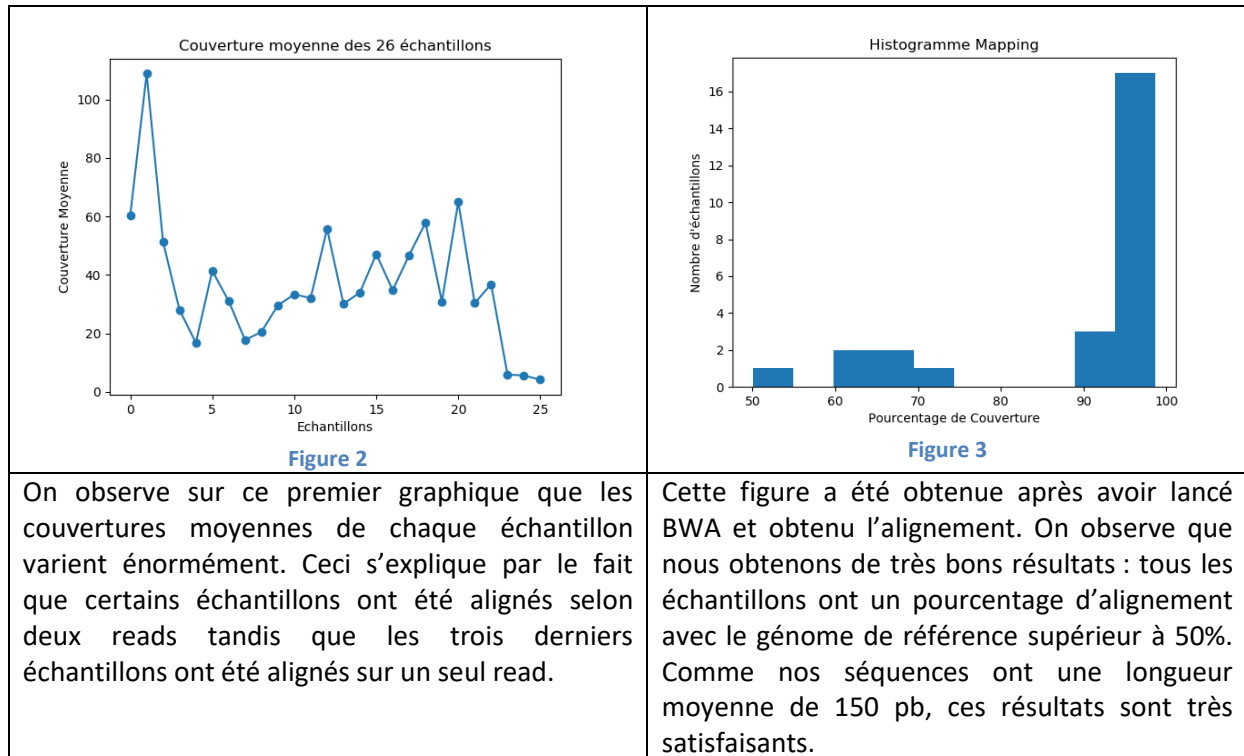 Couverture moyenne des 26 échantillons
100
80
60
40
20
0
Couverture Moyenne
0 5 10 15 20 25
Echantillons
Figure 2
Histogramme Mapping
16
14
12
10
8
6
4
2
0
Nombre d'échantillons
50 60 70 80 90 100
Pourcentage de Couverture
Figure 3
On observe sur ce premier graphique que les
couvertures moyennes de chaque échantillon
varient énormément. Ceci s’explique par le fait
que certains échantillons ont été alignés selon
deux reads tandis que les trois derniers
échantillons ont été alignés sur un seul read.
Cette figure a été obtenue après avoir lancé
BWA et obtenu l’alignement. On observe que
nous obtenons de très bons résultats : tous les
échantillons ont un pourcentage d’alignement
avec le génome de référence supérieur à 50%.
Comme nos séquences ont une longueur
moyenne de 150 pb, ces résultats sont très
satisfaisants.